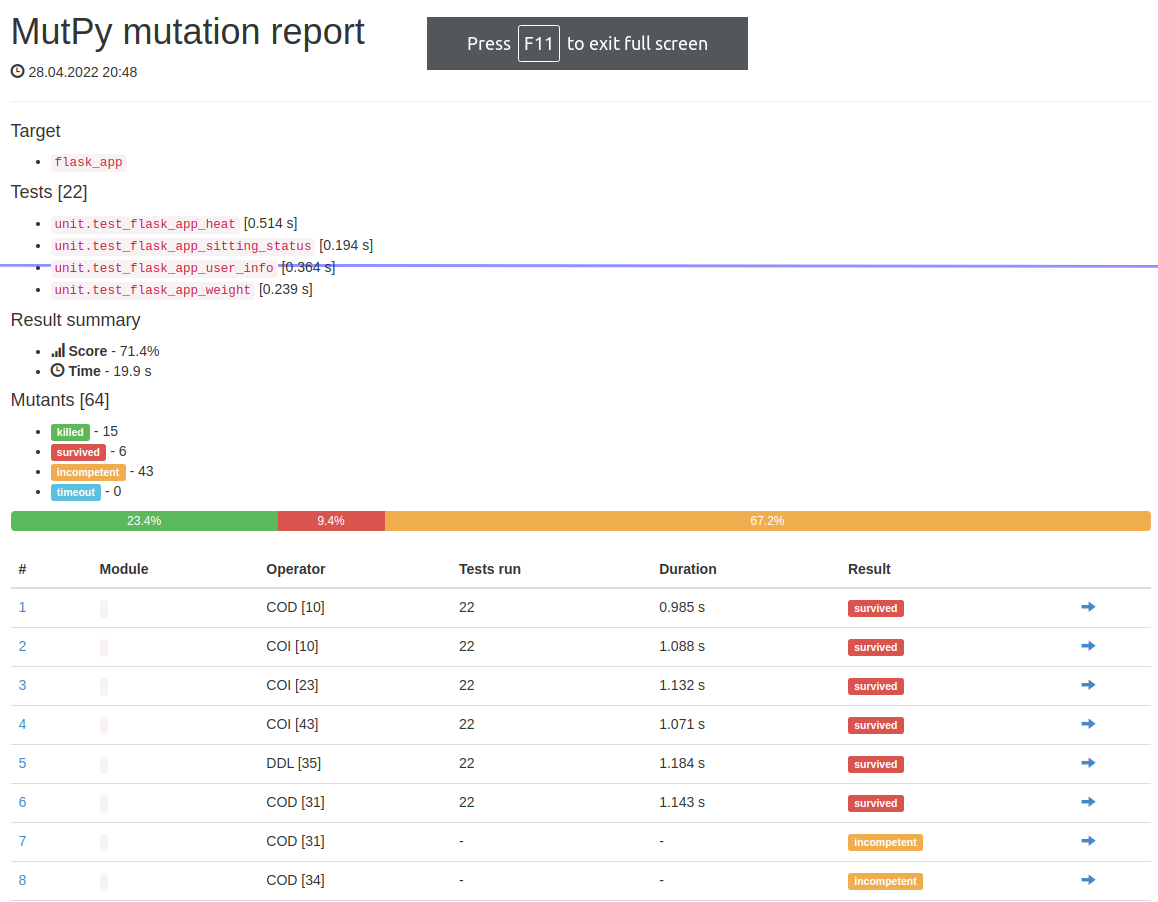 MutPy mutation report
Press F11 to exit full screen
28.04.2022 20:48
Target
flask_app
Tests [22]
unit.test_flask_app_heat [0.514 s]
unit.test_flask_app_sitting_status [0.194 s]
unit.test_flask_app_user_info [0.364 s]
unit.test_flask_app_weight [0.239 s]
Result summary
Score - 71.4%
Time - 19.9 s
Mutants [64]
killed - 15
survived - 6
incompetent - 43
timeout - 0
23.4% 9.4% 67.2%
# Module Operator Tests run Duration Result
1 COD [10] 22 0.985 s survived
2 COI [10] 22 1.088 s survived
3 COI [23] 22 1.132 s survived
4 COI [43] 22 1.071 s survived
5 DDL [35] 22 1.184 s survived
6 COD [31] 22 1.143 s survived
7 COD [31] - - incompetent
8 COD [34] - - incompetent